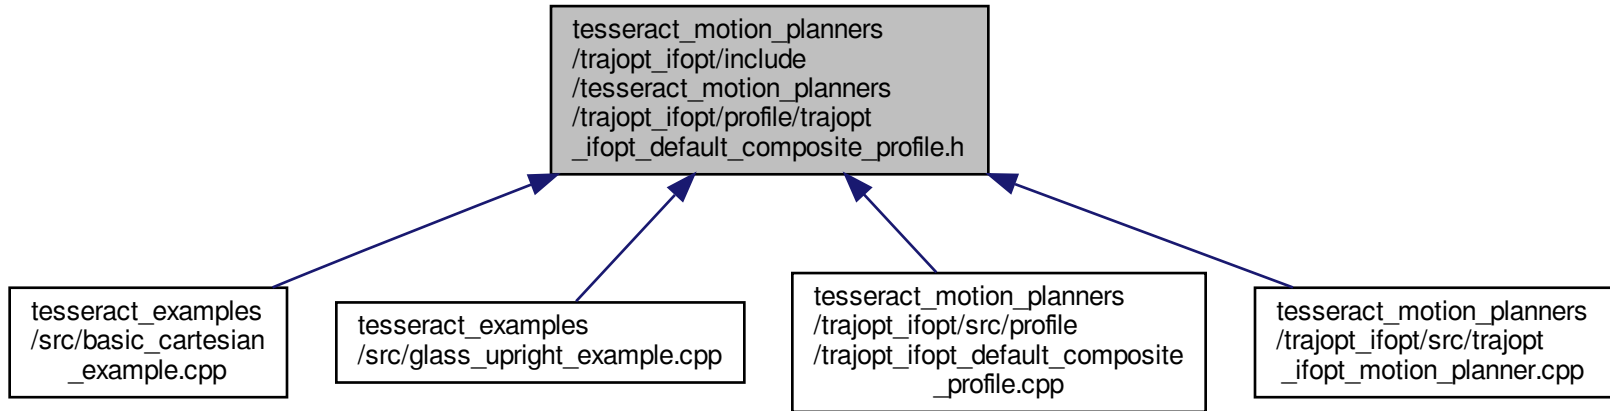 tesseract_motion_planners
/trajopt_ifopt/include
/tesseract_motion_planners
/trajopt_ifopt/profile/trajopt
_ifopt_default_composite_profile.h
tesseract_examples
/src/basic_cartesian
_example.cpp
tesseract_examples
/src/glass_upright_example.cpp
tesseract_motion_planners
/trajopt_ifopt/src/profile
/trajopt_ifopt_default_composite
_profile.cpp
tesseract_motion_planners
/trajopt_ifopt/src/trajopt
_ifopt_motion_planner.cpp